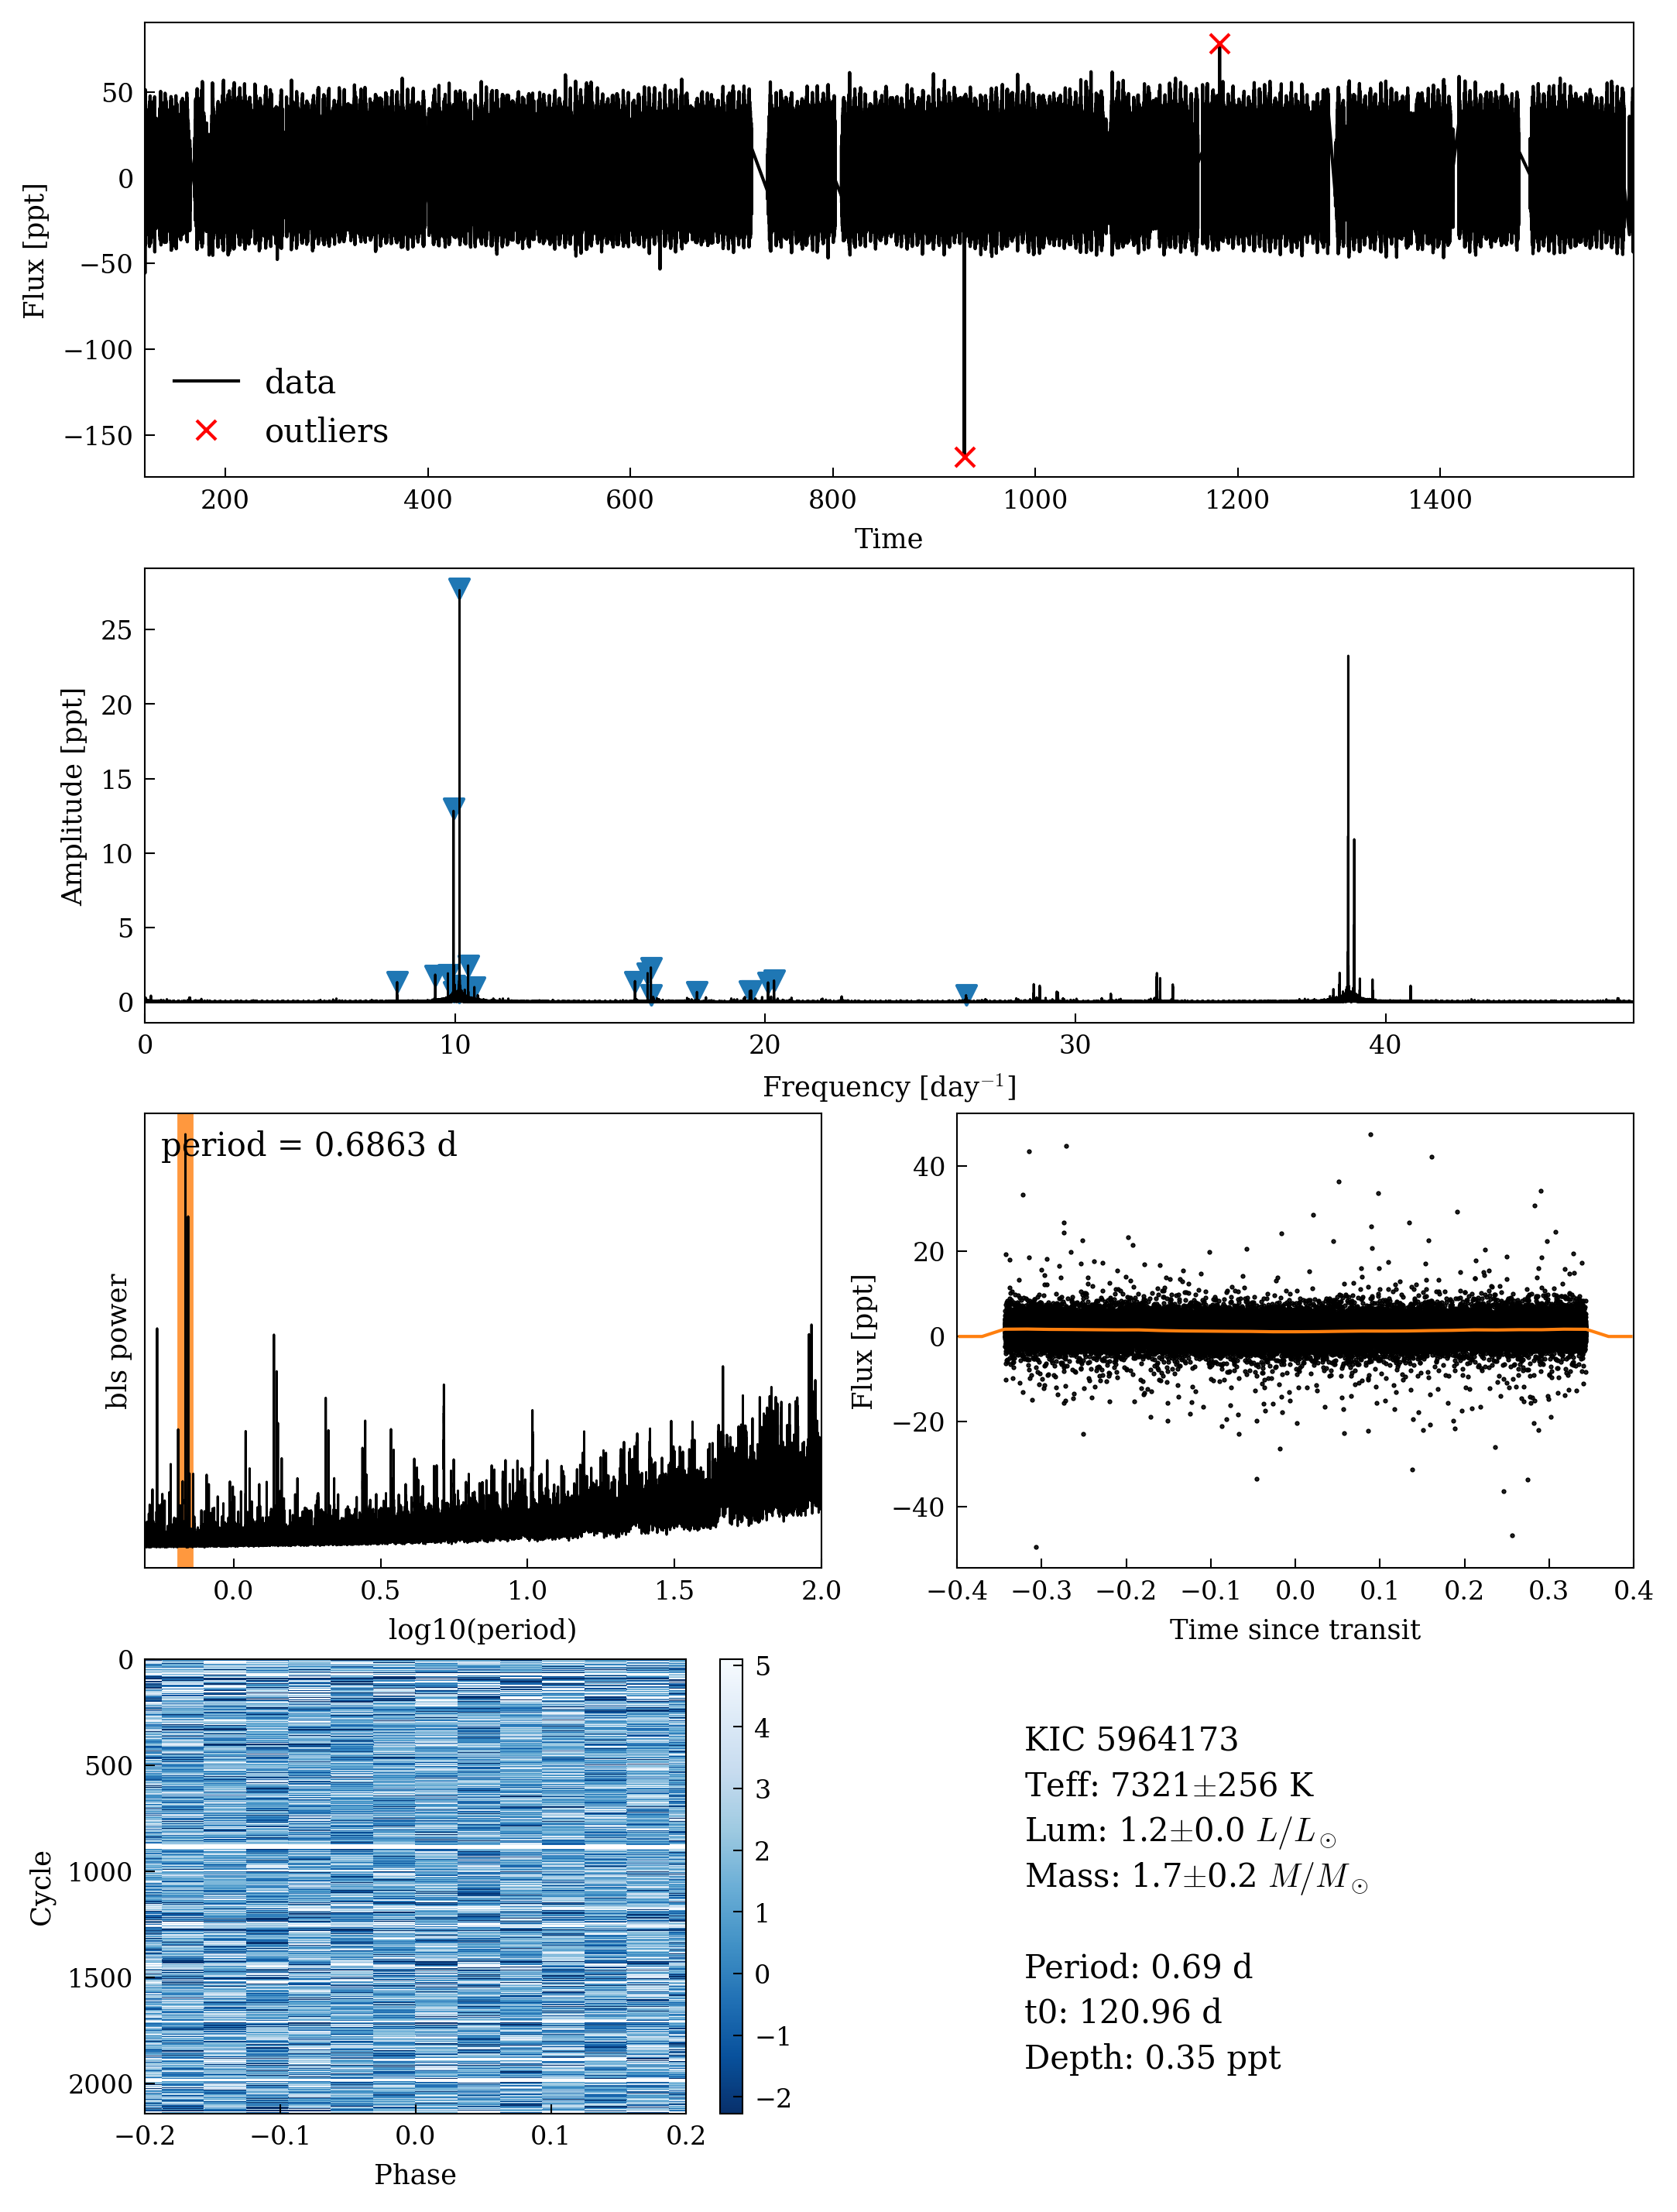 50
0
−50
−100
−150
Flux [ppt]
data
outliers
200 400 600 800 1000 1200 1400
Time
25
20
15
10
5
0
Amplitude [ppt]
0 10 20 30 40
Frequency [day⁻¹]
period = 0.6863 d
bls power
0.0 0.5 1.0 1.5 2.0
log10(period)
40
20
0
−20
−40
Flux [ppt]
−0.4 −0.3 −0.2 −0.1 0.0 0.1 0.2 0.3 0.4
Time since transit
0
500
1000
1500
2000
Cycle
−0.2 −0.1 0.0 0.1 0.2
Phase
5
4
3
2
1
0
−1
−2
KIC 5964173
Teff: 7321±256 K
Lum: 1.2±0.0 L/L⊙
Mass: 1.7±0.2 M/M⊙
Period: 0.69 d
t0: 120.96 d
Depth: 0.35 ppt